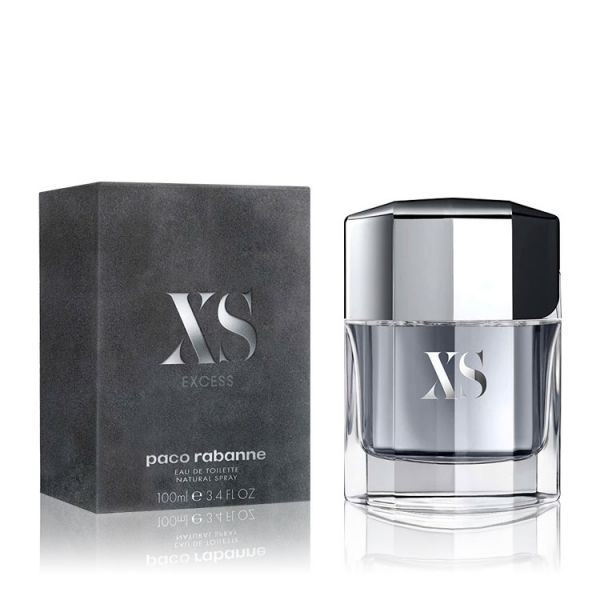 XS
EXCESS
paco rabanne
EAU DE TOILETTE
NATURAL SPRAY
100ml ℮ 3.4 FL OZ
XS